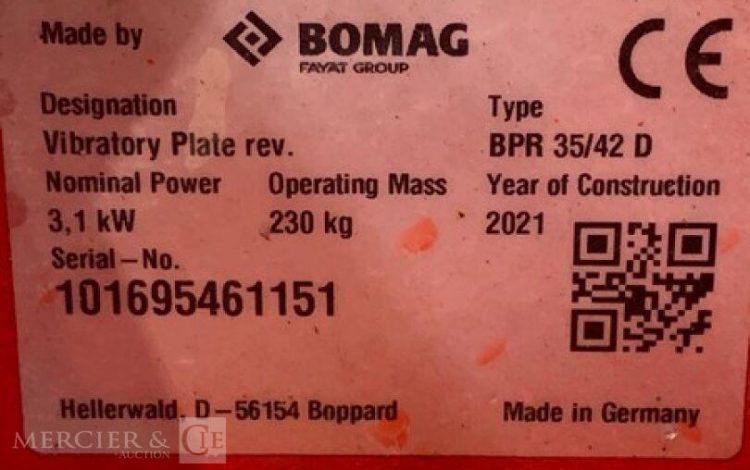 Made by BOMAG CE
FAYAT GROUP
Designation Type
Vibratory Plate rev. BPR 35/42 D
Nominal Power Operating Mass Year of Construction
3,1 kW 230 kg 2021
Serial-No.
101695461151
Hellerwald, D-56154 Boppard Made in Germany
MERCIER & CIE
AUCTION